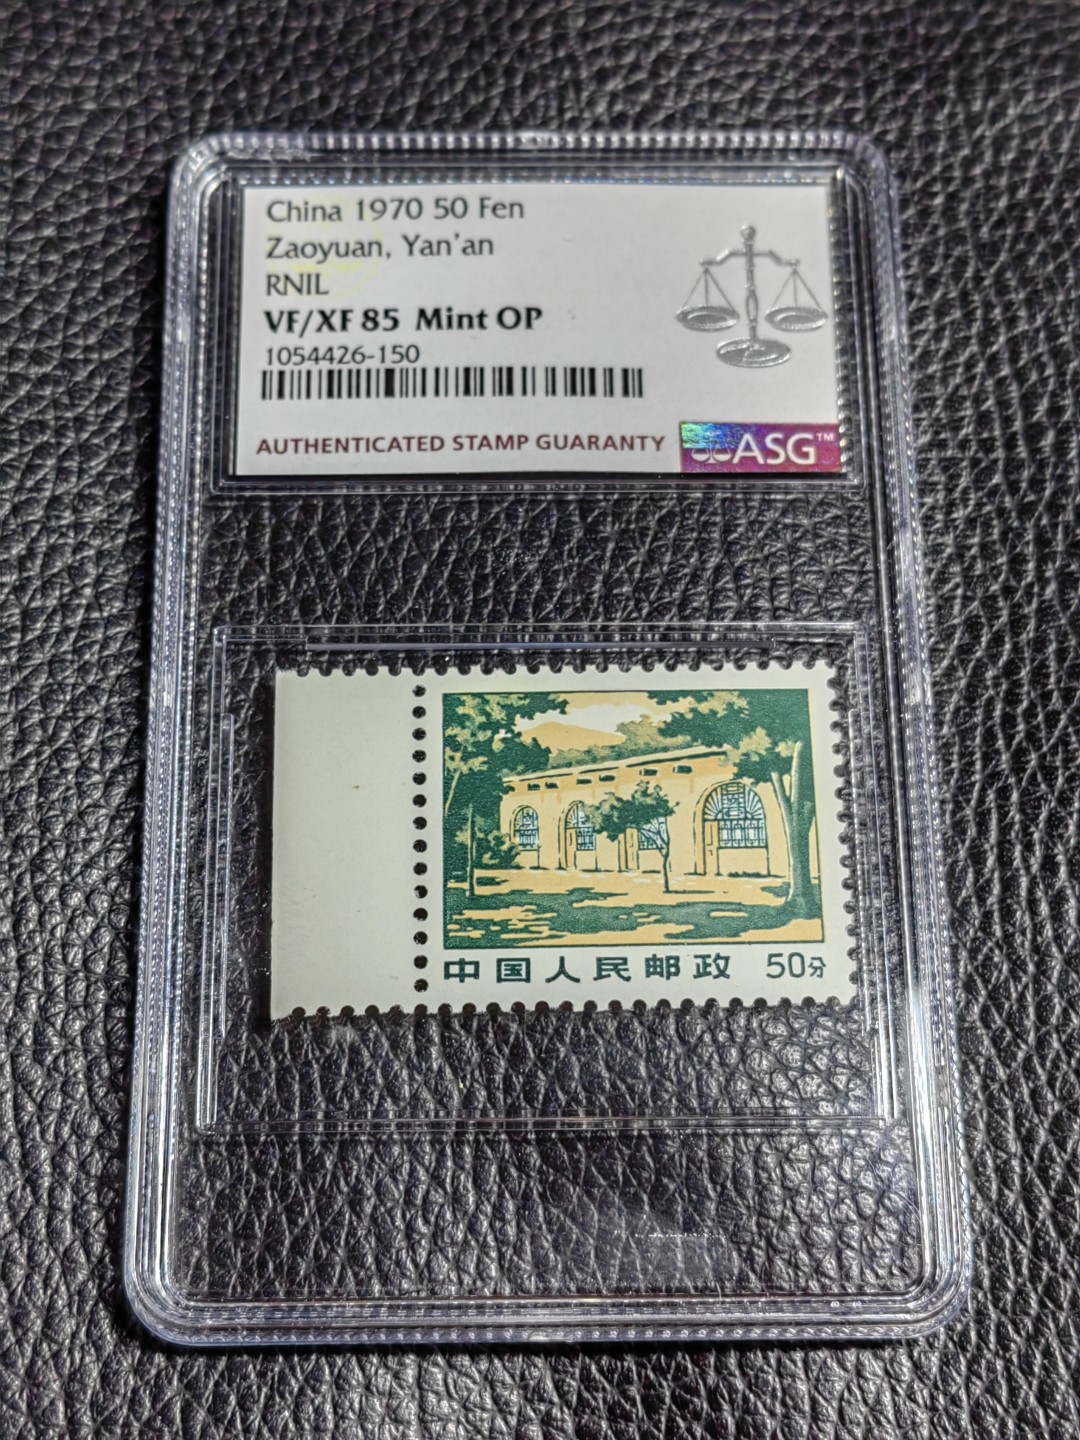 China 1970 50 Fen
Zaoyuan, Yan'an
RNIL
VF/XF 85 Mint OP
1054426-150
AUTHENTICATED STAMP GUARANTY
ASG™
中国人民邮政 50分